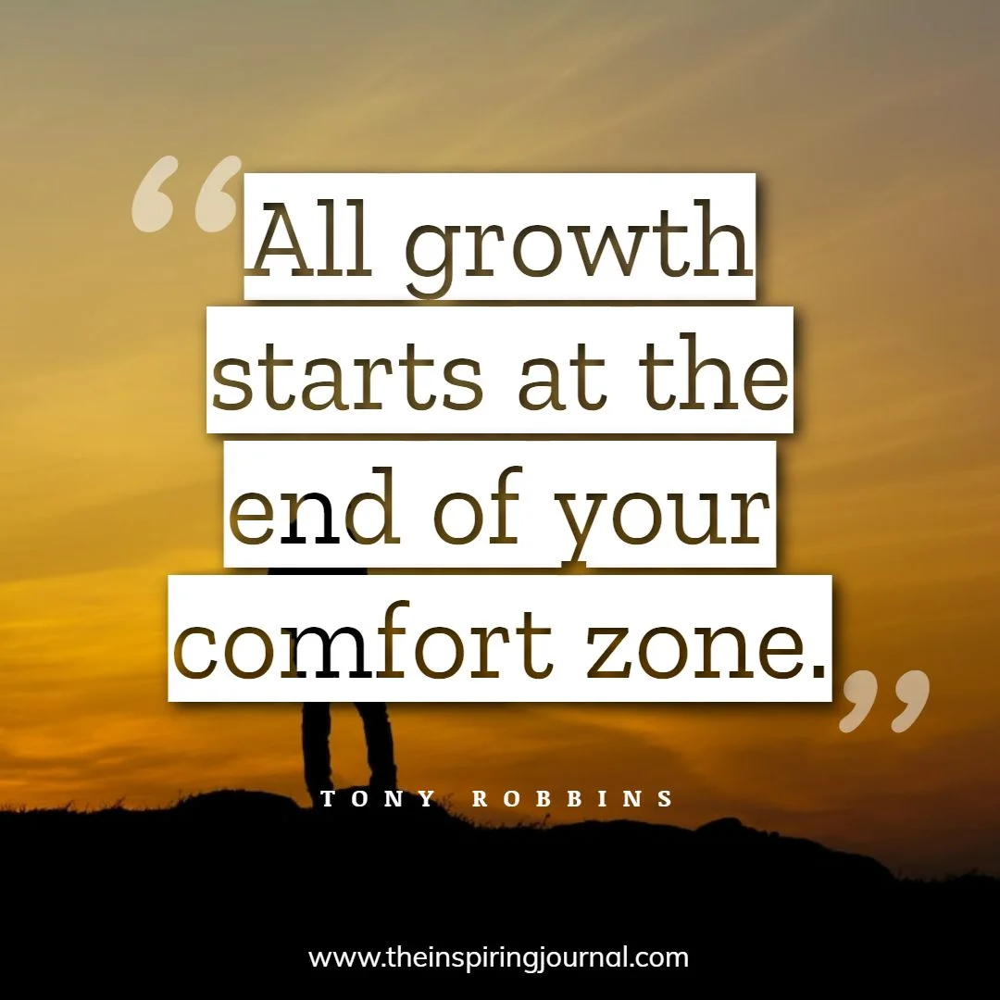 “All growth
starts at the
end of your
comfort zone.”
TONY ROBBINS
www.theinspiringjournal.com